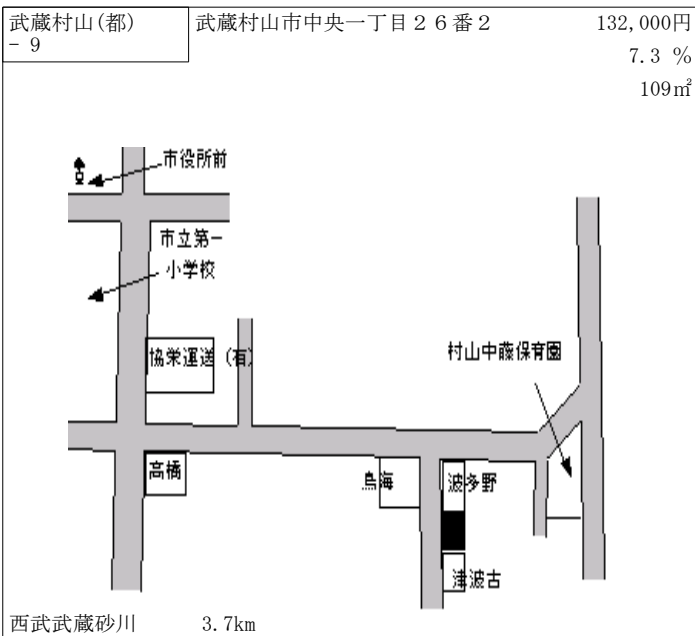 武蔵村山(都)
- 9
武蔵村山市中央一丁目２６番２
132,000円
7.3 %
109㎡
市役所前
市立第一
小学校
協栄運送（有）
村山中藤保育園
高橋
鳥海
波多野
津波古
西武武蔵砂川 3.7km